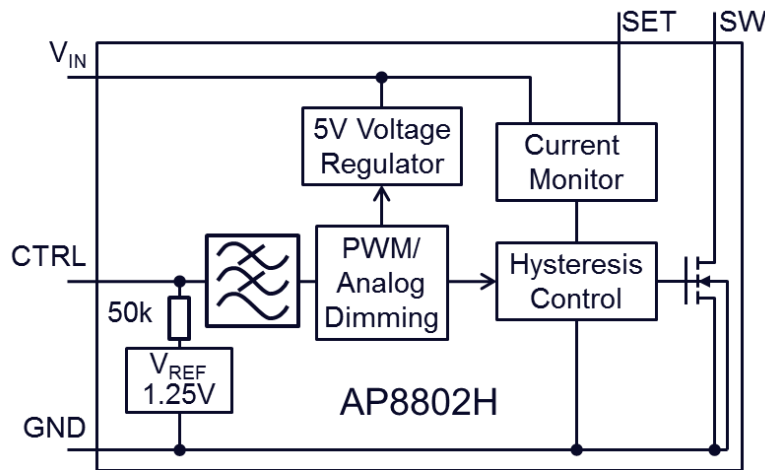 SET SW
V_IN
5V Voltage
Regulator
Current
Monitor
CTRL
PWM/
Analog
Dimming
Hysteresis
Control
50k
V_REF
1.25V
AP8802H
GND